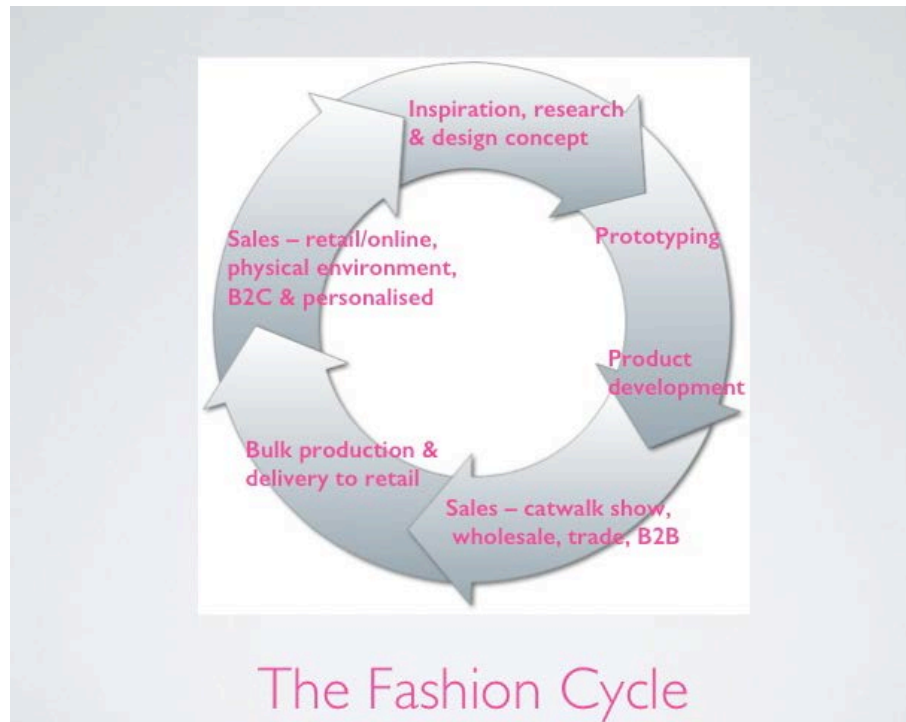 Inspiration, research
& design concept
Prototyping
Product
development
Sales – catwalk show,
wholesale, trade, B2B
Bulk production &
delivery to retail
Sales – retail/online,
physical environment,
B2C & personalised
The Fashion Cycle